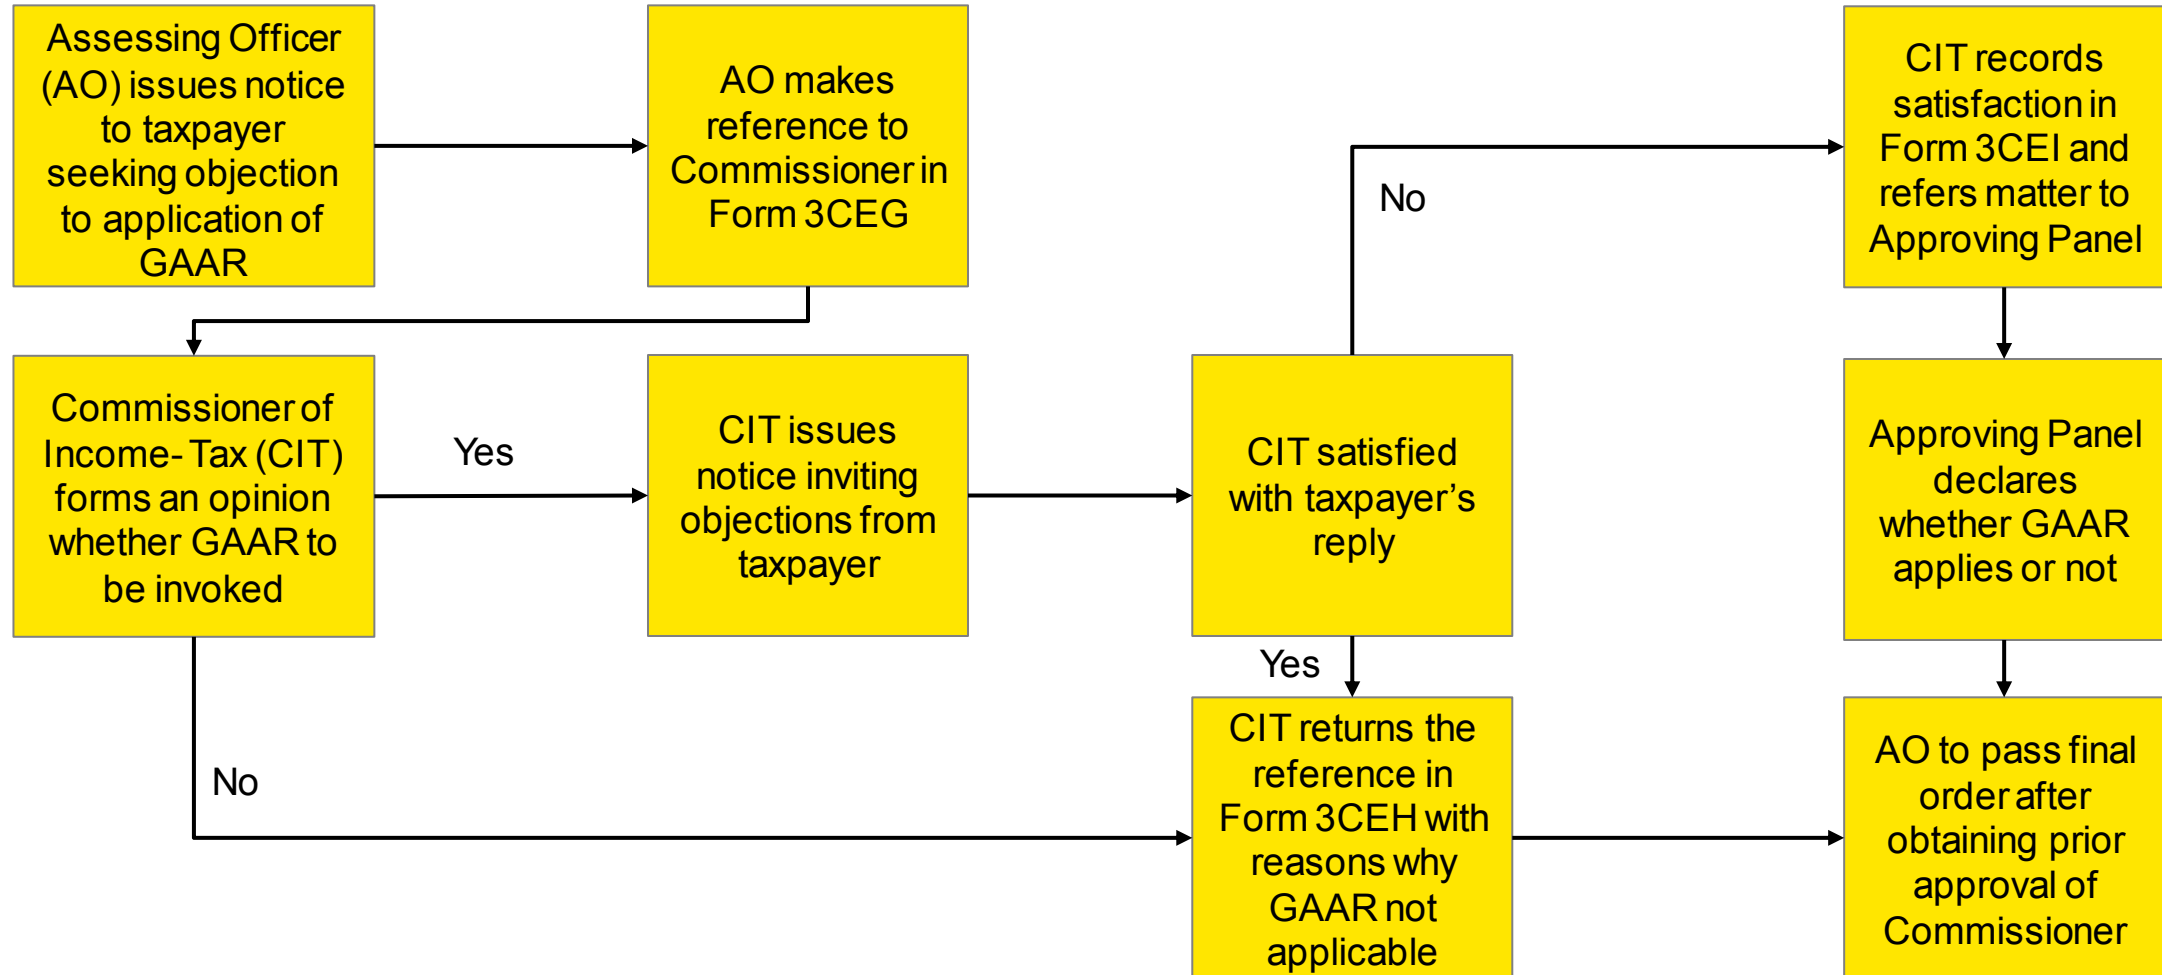 Assessing Officer
(AO) issues notice
to taxpayer
seeking objection
to application of
GAAR
AO makes
reference to
Commissioner in
Form 3CEG
No
CIT records
satisfaction in
Form 3CEI and
refers matter to
Approving Panel
Commissioner of
Income- Tax (CIT)
forms an opinion
whether GAAR to
be invoked
Yes
CIT issues
notice inviting
objections from
taxpayer
CIT satisfied
with taxpayer’s
reply
Approving Panel
declares
whether GAAR
applies or not
Yes
No
CIT returns the
reference in
Form 3CEH with
reasons why
GAAR not
applicable
AO to pass final
order after
obtaining prior
approval of
Commissioner